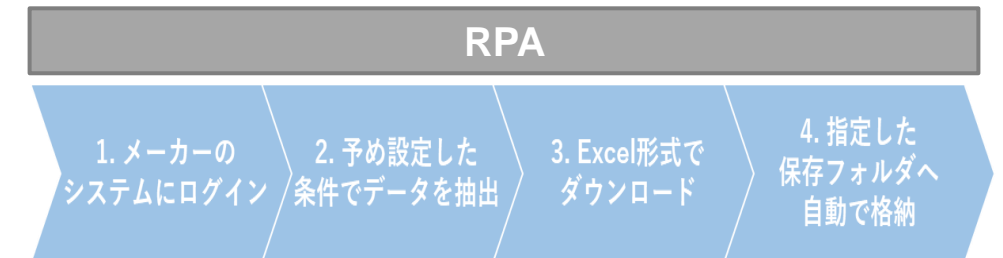 RPA
1. メーカーの
システムにログイン
2. 予め設定した
条件でデータを抽出
3. Excel形式で
ダウンロード
4. 指定した
保存フォルダへ
自動で格納